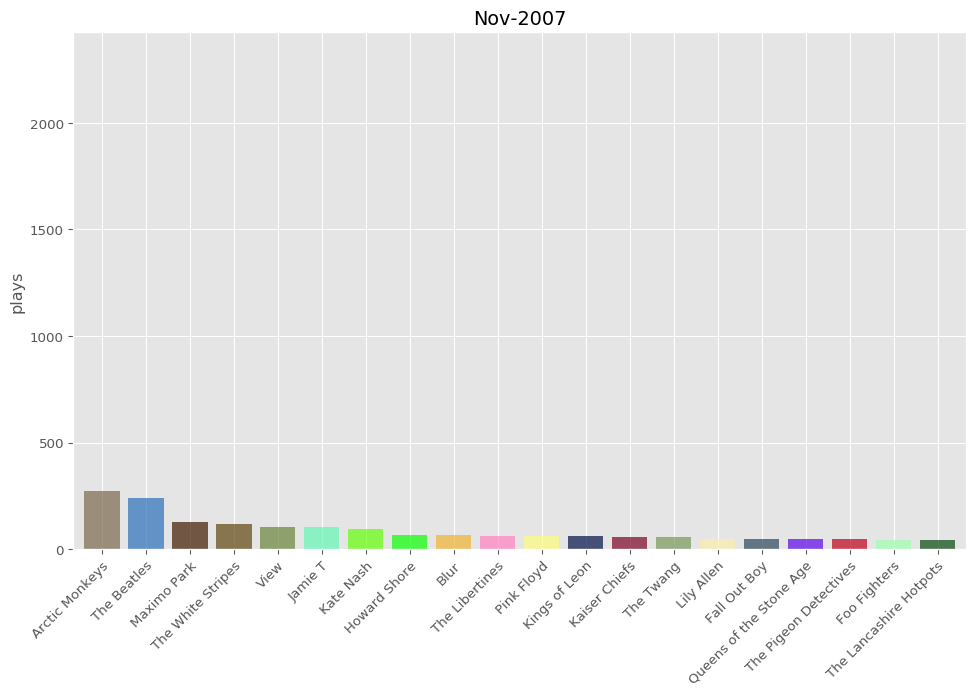 Nov-2007
plays
2000
1500
1000
500
0
Arctic Monkeys
The Beatles
Maximo Park
The White Stripes
View
Jamie T
Kate Nash
Howard Shore
Blur
The Libertines
Pink Floyd
Kings of Leon
Kaiser Chiefs
The Twang
Lily Allen
Fall Out Boy
Queens of the Stone Age
The Pigeon Detectives
Foo Fighters
The Lancashire Hotpots